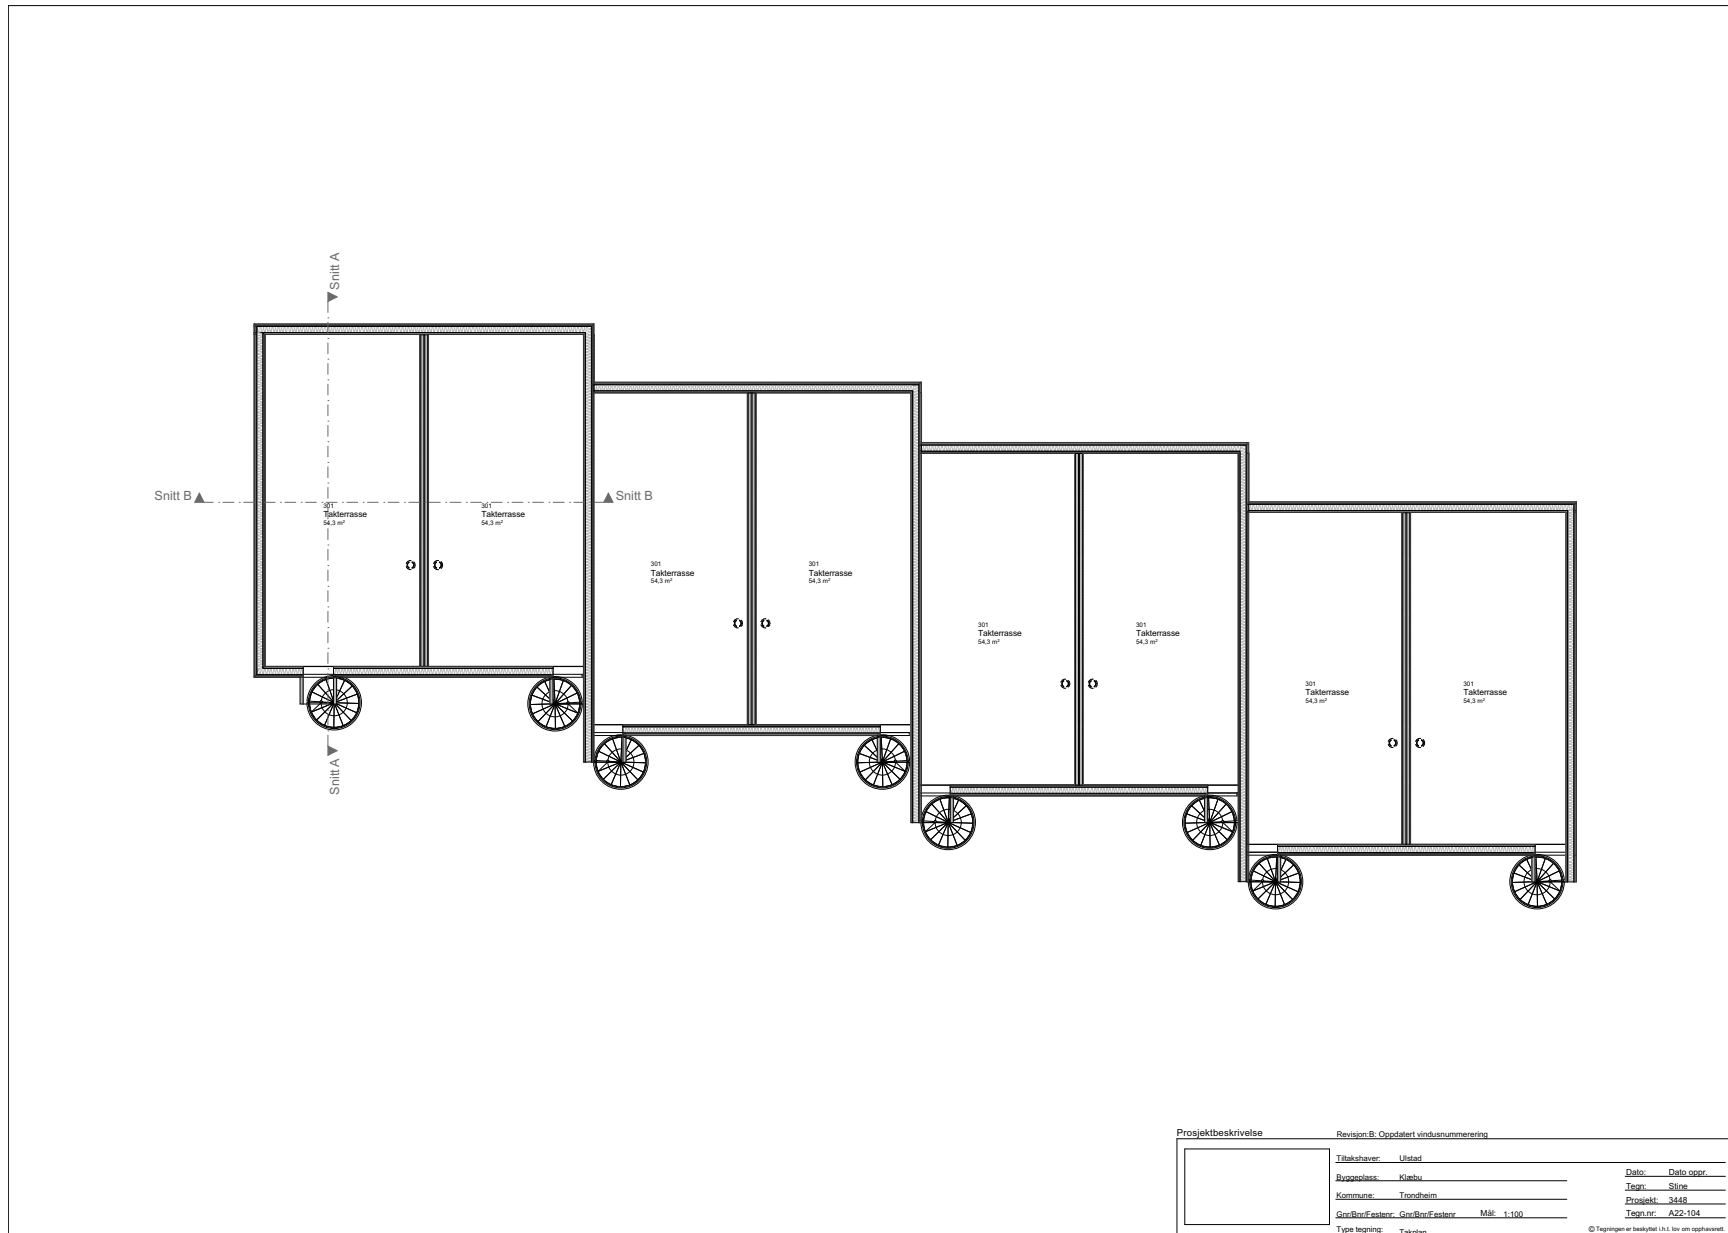 Snitt A
Snitt B
Snitt B
301
Takterrasse
54,3 m²
301
Takterrasse
54,3 m²
301
Takterrasse
54,3 m²
301
Takterrasse
54,3 m²
301
Takterrasse
54,3 m²
301
Takterrasse
54,3 m²
301
Takterrasse
54,3 m²
301
Takterrasse
54,3 m²
Snitt A
Prosjektbeskrivelse
Revisjon:B: Oppdatert vindusnummerering
Tiltakshaver: Ulstad
Byggeplass: Klæbu
Kommune: Trondheim
Gnr/Bnr/Festenr: Gnr/Bnr/Festenr Mål: 1:100
Type tegning: Takplan
Dato: Dato oppr.
Tegn: Stine
Prosjekt: 3448
Tegn.nr: A22-104
© Tegningen er beskyttet i.h.t. lov om opphavsrett.